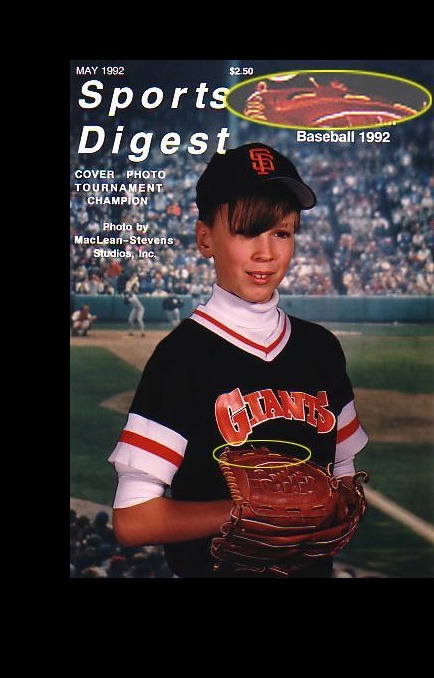 MAY 1992
$2.50
Sports
Digest
Baseball 1992
COVER PHOTO
TOURNAMENT
CHAMPION
Photo by
MacLean-Stevens
Studios, Inc.
SF
GIANTS